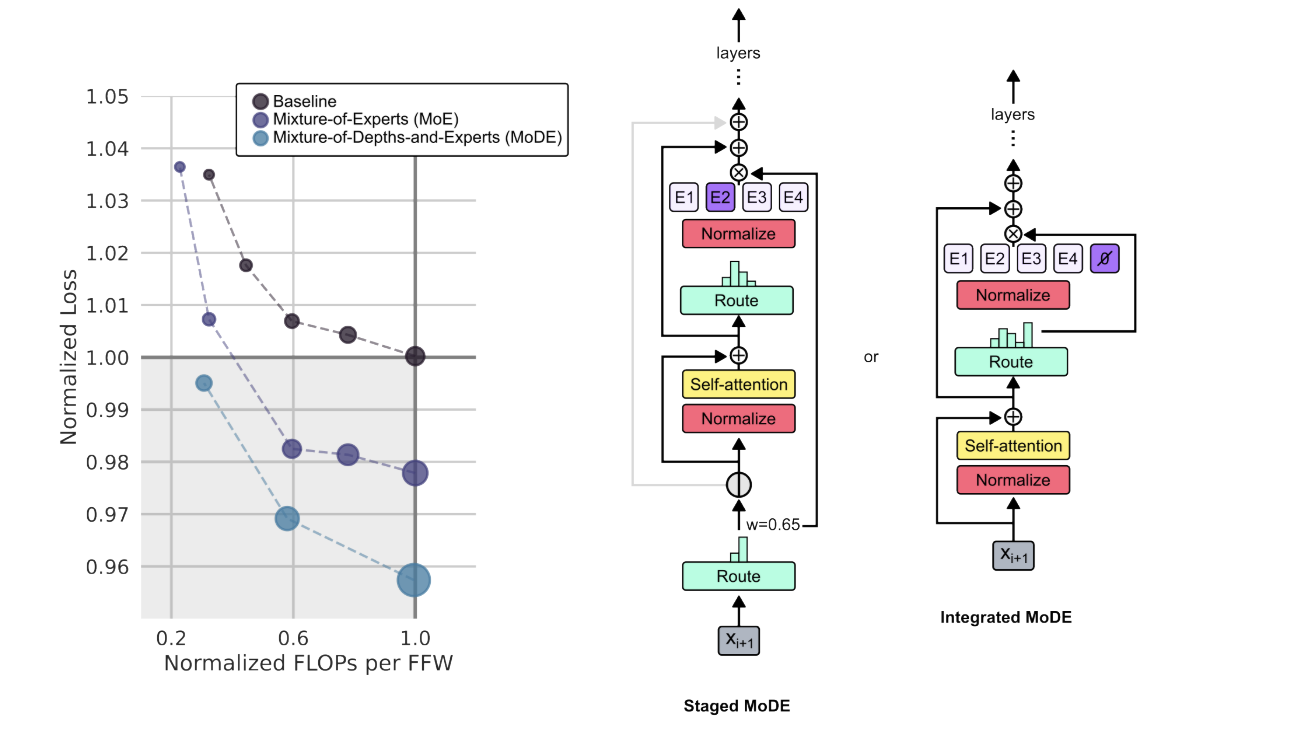 1.05
1.04
1.03
1.02
1.01
1.00
0.99
0.98
0.97
0.96
Normalized Loss
0.2 0.6 1.0
Normalized FLOPs per FFW
Baseline
Mixture-of-Experts (MoE)
Mixture-of-Depths-and-Experts (MoDE)
layers
E1 E2 E3 E4
Normalize
Route
Self-attention
Normalize
w=0.65
Route
xi+1
Staged MoDE
or
layers
E1 E2 E3 E4 0̸
Normalize
Route
Self-attention
Normalize
xi+1
Integrated MoDE